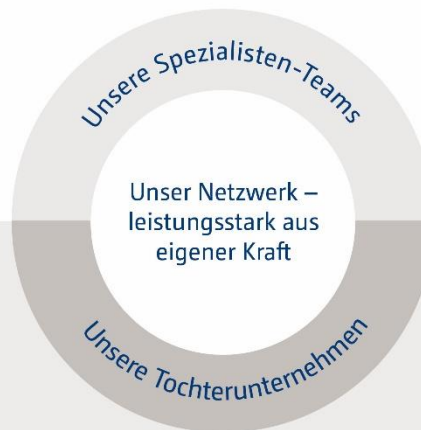 Unsere Spezialisten-Teams
Unser Netzwerk –
leistungsstark aus
eigener Kraft
Unsere Tochterunternehmen